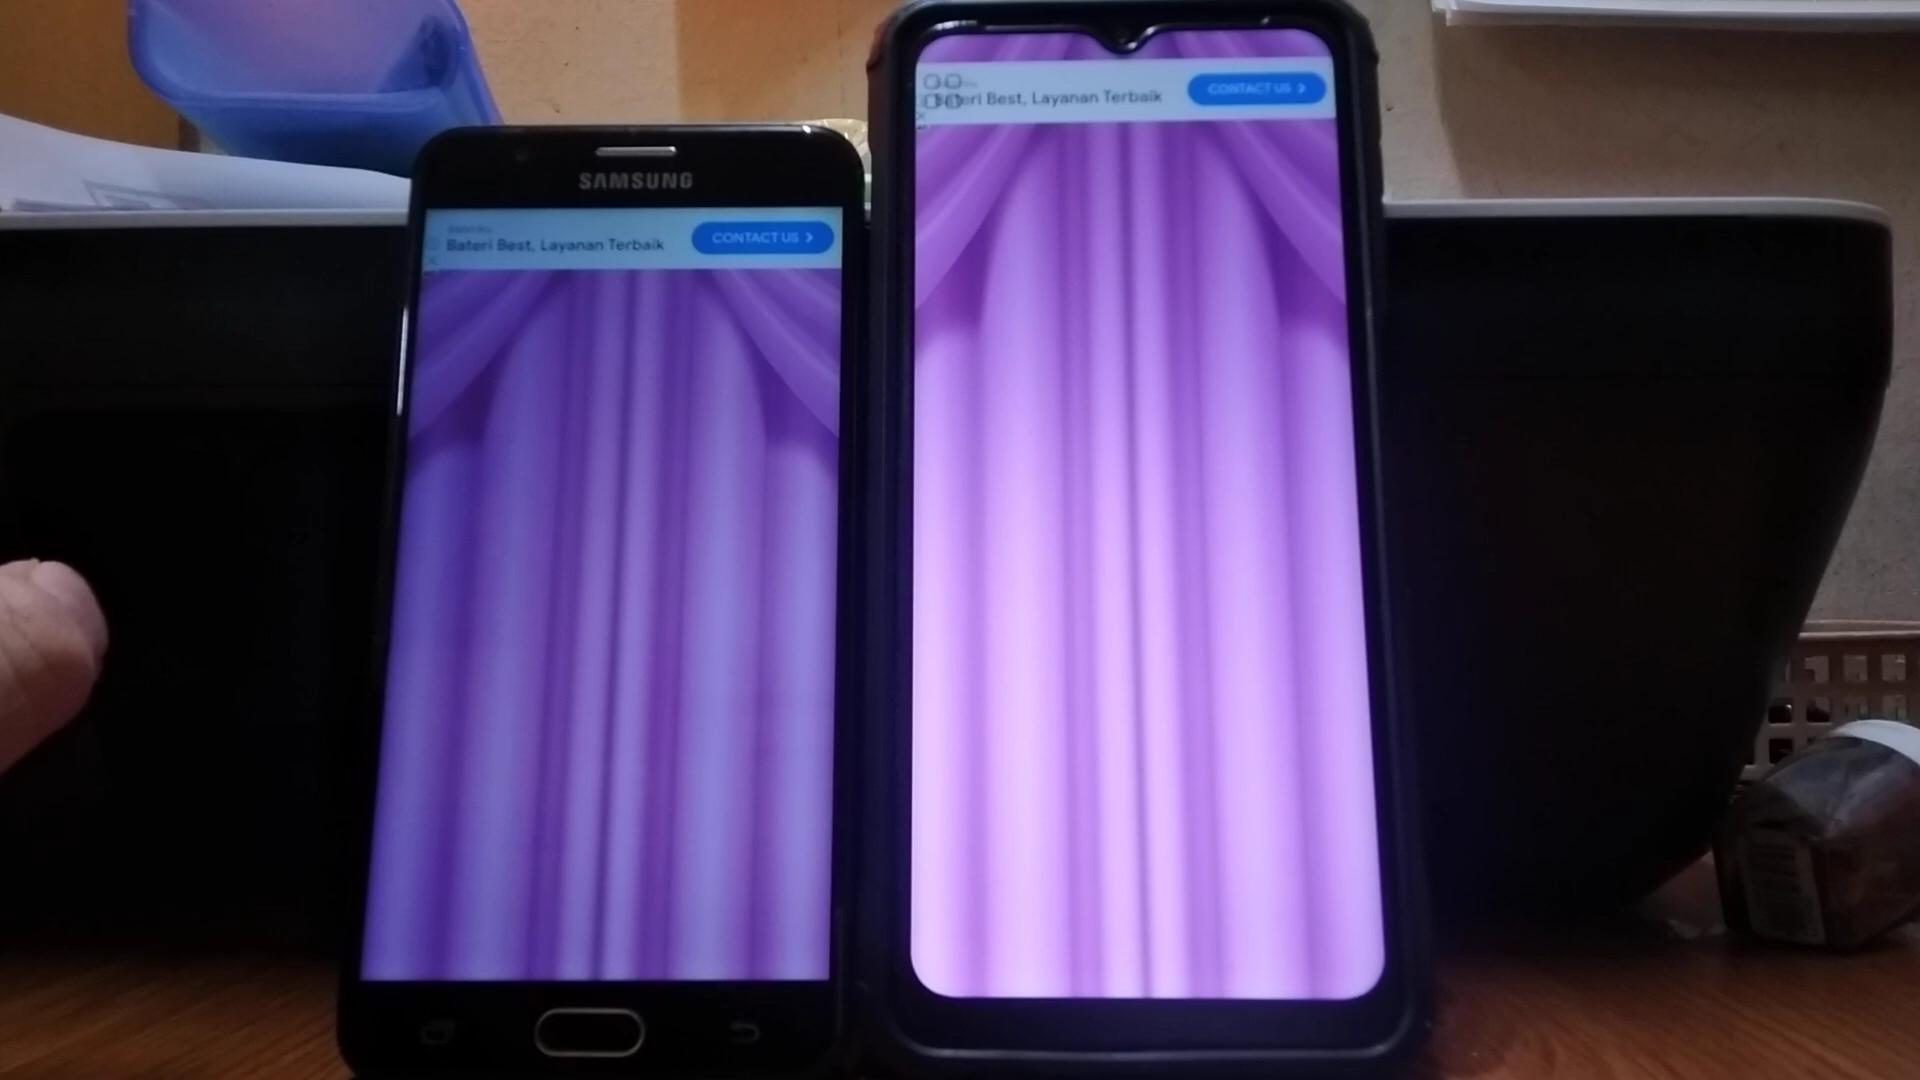 SAMSUNG
Bateri Best, Layanan Terbaik
CONTACT US
Bateri Best, Layanan Terbaik
CONTACT US